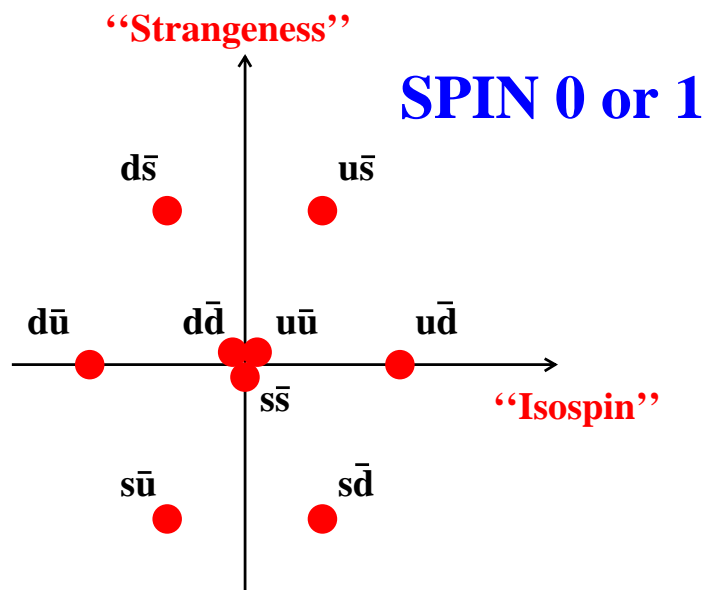 ‘‘Strangeness’’
SPIN 0 or 1
ds̄
us̄
dū
dd̄
uū
ud̄
ss̄
‘‘Isospin’’
sū
sd̄